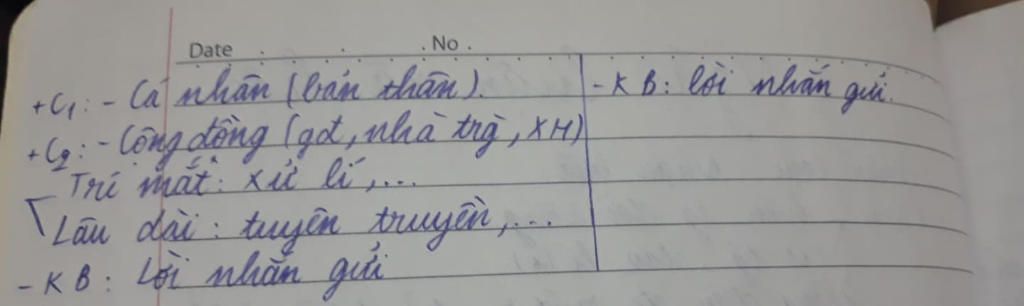 Date No.
+C1: - Cá nhân (bản thân).
+C2: - Cộng đồng (gđ, nhà trg̀, XH)
Trc mắt: xử lí,...
Lâu dài: tuyên truyền,...
- KB: Lời nhắn gửi
- KB: lời nhắn gửi.